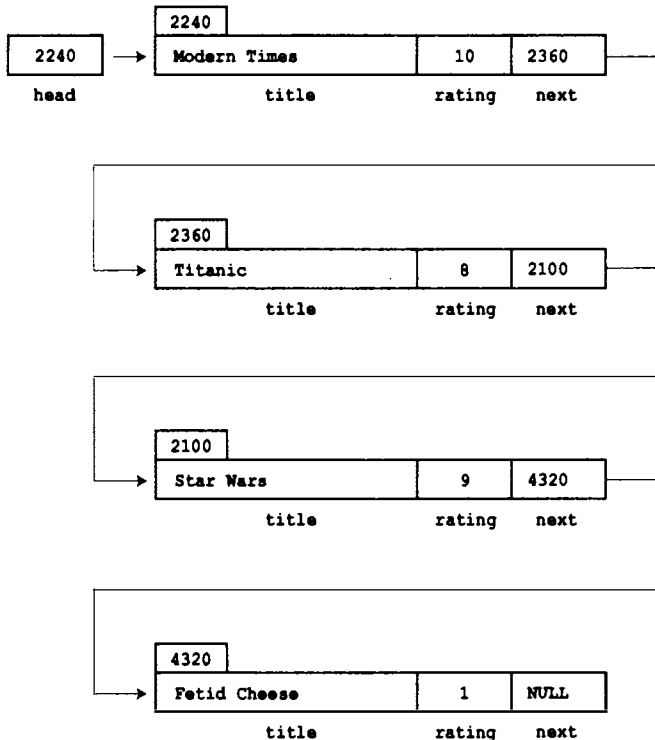 2240
2240 Modern Times 10 2360
head title rating next
2360
Titanic 8 2100
title rating next
2100
Star Wars 9 4320
title rating next
4320
Fetid Cheese 1 NULL
title rating next